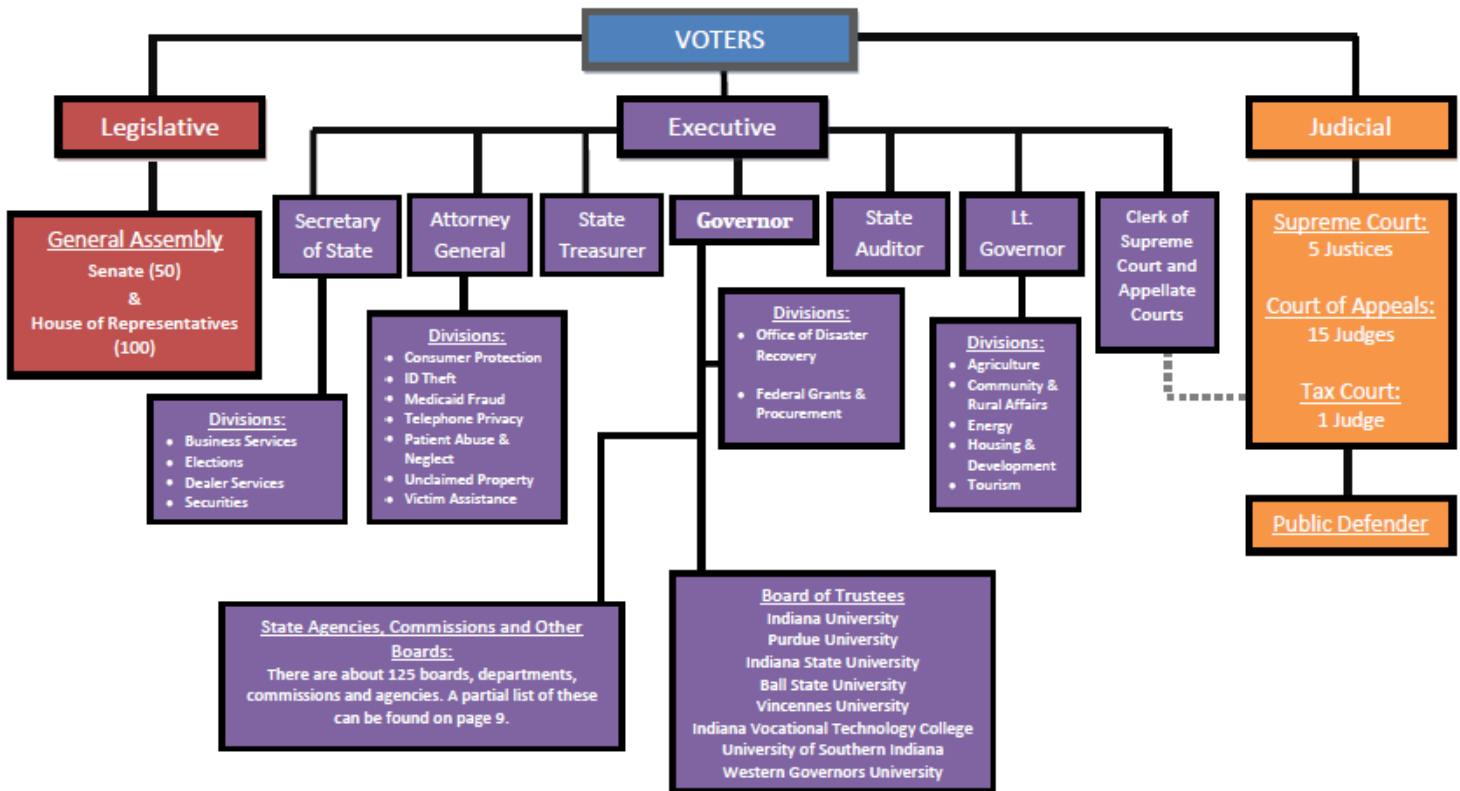 VOTERS
Legislative
Executive
Judicial
General Assembly
Senate (50)
&
House of Representatives
(100)
Secretary
of State
Divisions:
Business Services
Elections
Dealer Services
Securities
Attorney
General
Divisions:
Consumer Protection
ID Theft
Medicaid Fraud
Telephone Privacy
Patient Abuse &
Neglect
Unclaimed Property
Victim Assistance
State
Treasurer
Governor
Divisions:
Office of Disaster
Recovery
Federal Grants &
Procurement
State Agencies, Commissions and Other
Boards:
There are about 125 boards, departments,
commissions and agencies. A partial list of these
can be found on page 9.
Board of Trustees
Indiana University
Purdue University
Indiana State University
Ball State University
Vincennes University
Indiana Vocational Technology College
University of Southern Indiana
Western Governors University
State
Auditor
Lt.
Governor
Divisions:
Agriculture
Community &
Rural Affairs
Energy
Housing &
Development
Tourism
Clerk of
Supreme
Court and
Appellate
Courts
Supreme Court:
5 Justices
Court of Appeals:
15 Judges
Tax Court:
1 Judge
Public Defender